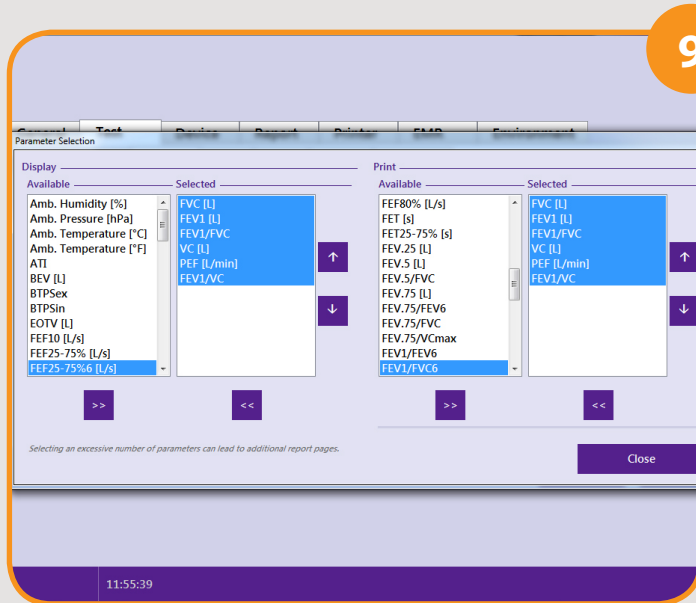 9
General Test Device Report Printer EMR Environment
Parameter Selection
Display
Print
Available
Selected
Available
Selected
Amb. Humidity [%]
Amb. Pressure [hPa]
Amb. Temperature [°C]
Amb. Temperature [°F]
ATI
BEV [L]
BTPSex
BTPSin
EOTV [L]
FEF10 [L/s]
FEF25-75% [L/s]
FEF25-75%6 [L/s]
FVC [L]
FEV1 [L]
FEV1/FVC
VC [L]
PEF [L/min]
FEV1/VC
FEF80% [L/s]
FET [s]
FET25-75% [s]
FEV.25 [L]
FEV.5 [L]
FEV.5/FVC
FEV.75 [L]
FEV.75/FEV6
FEV.75/FVC
FEV.75/VCmax
FEV1/FEV6
FEV1/FVC6
FVC [L]
FEV1 [L]
FEV1/FVC
VC [L]
PEF [L/min]
FEV1/VC
>>
<<
>>
<<
Selecting an excessive number of parameters can lead to additional report pages.
Close
11:55:39